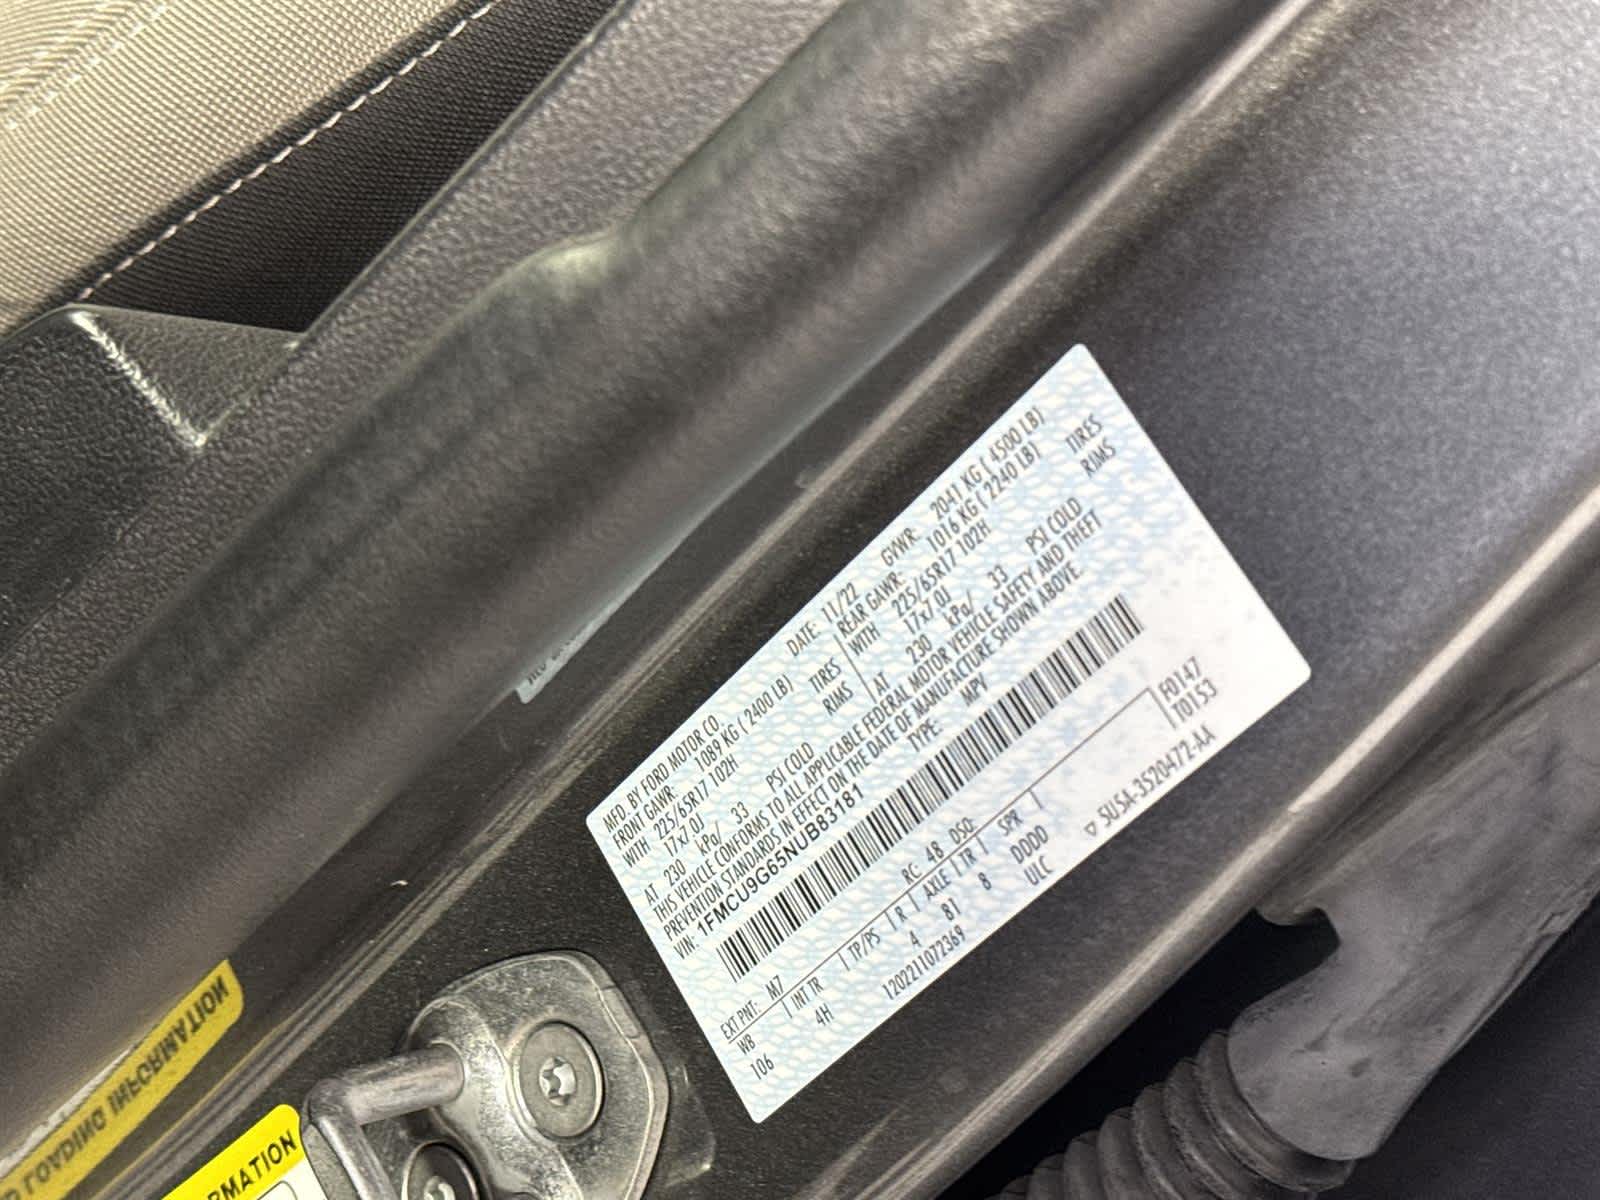 MFD. BY FORD MOTOR CO.
DATE: 11/22 GVWR: 2041 KG ( 4500 LB)
FRONT GAWR: 1089 KG ( 2400 LB) REAR GAWR: 1016 KG ( 2240 LB)
WITH 225/65R17 102H TIRES WITH 225/65R17 102H TIRES
17x7.0J RIMS 17x7.0J RIMS
AT 230 kPa/ 33 PSI COLD AT 230 kPa/ 33 PSI COLD
THIS VEHICLE CONFORMS TO ALL APPLICABLE FEDERAL MOTOR VEHICLE SAFETY AND THEFT
PREVENTION STANDARDS IN EFFECT ON THE DATE OF MANUFACTURE SHOWN ABOVE.
VIN: 1FMCU9G65NUB83181 TYPE: MPV
EXT PNT: M7 RC: 48 DSO: F0147
T0153
WB INT TR TP/PS R AXLE TR SPR
106 4H 4 81 8 DDDD
1202211072369 ULC
5U5A-3520472-AA
LOADING INFORMATION
RMATION